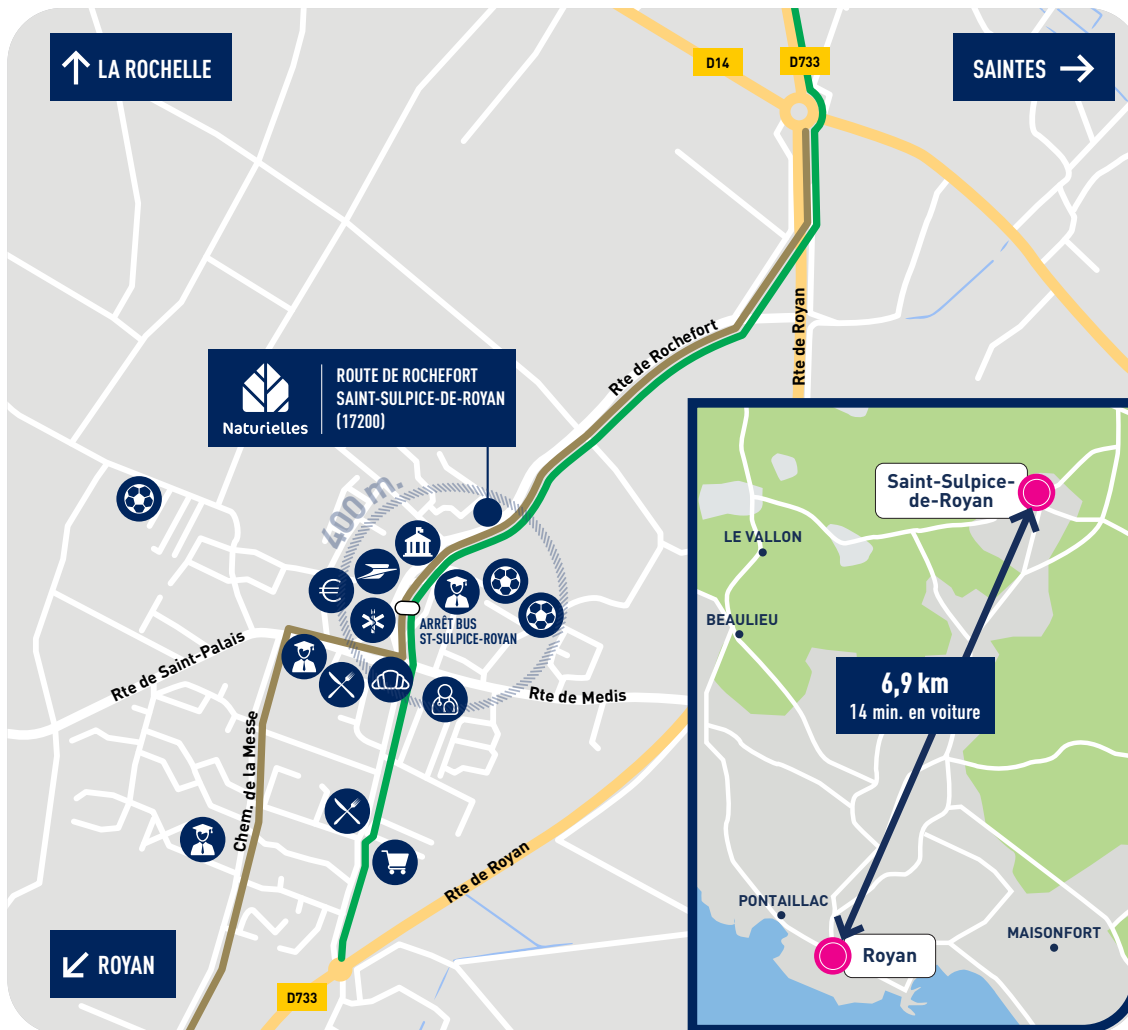 LA ROCHELLE
D14
D733
SAINTES
Rte de Royan
Rte de Rochefort
Naturielles
ROUTE DE ROCHEFORT
SAINT-SULPICE-DE-ROYAN
(17200)
400 m.
€
ARRÊT BUS
ST-SULPICE-ROYAN
Rte de Saint-Palais
Rte de Medis
Chem. de la Messe
Rte de Royan
ROYAN
D733
Saint-Sulpice-
de-Royan
LE VALLON
BEAULIEU
6,9 km
14 min. en voiture
PONTAILLAC
MAISONFORT
Royan